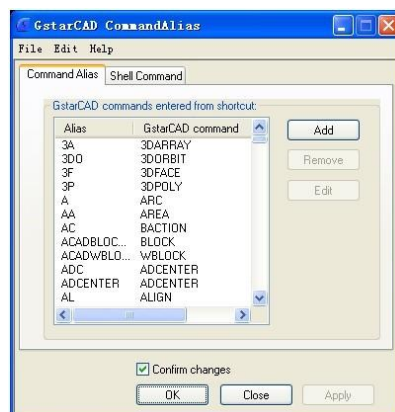 GstarCAD CommandAlias
File Edit Help
Command Alias Shell Command
GstarCAD commands entered from shortcut:
Alias GstarCAD command
3A 3DARRAY
3DO 3DORBIT
3F 3DFACE
3P 3DPOLY
A ARC
AA AREA
AC BACTION
ACADBLOC... BLOCK
ACADWBLO... WBLOCK
ADC ADCENTER
ADCENTER ADCENTER
AL ALIGN
Add
Remove
Edit
Confirm changes
OK Close Apply